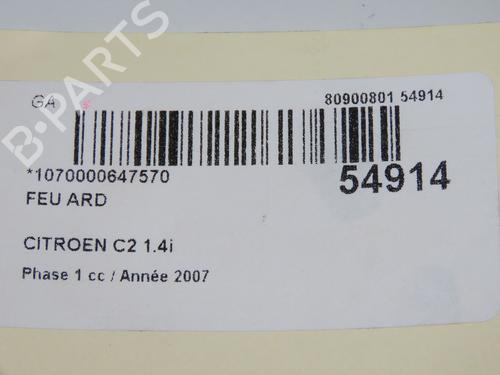 GA
80900801 54914
*1070000647570
54914
FEU ARD
CITROEN C2 1.4i
Phase 1 cc / Année 2007
B-PARTS